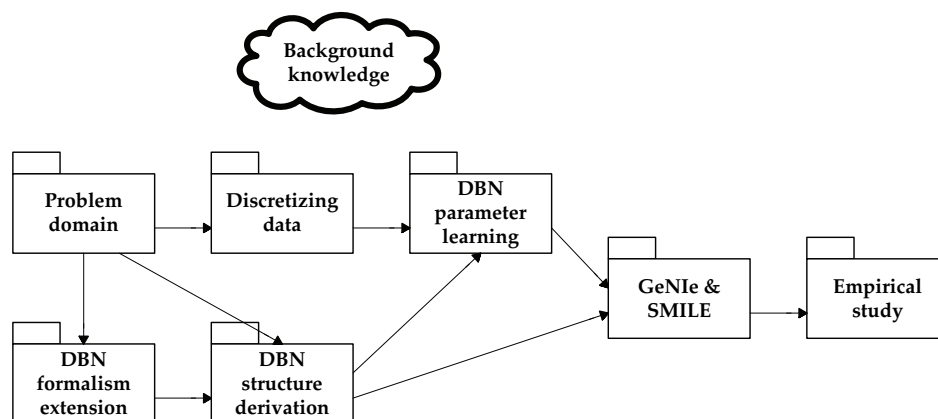 Background
knowledge
Problem
domain
Discretizing
data
DBN
parameter
learning
GeNIe &
SMILE
Empirical
study
DBN
formalism
extension
DBN
structure
derivation